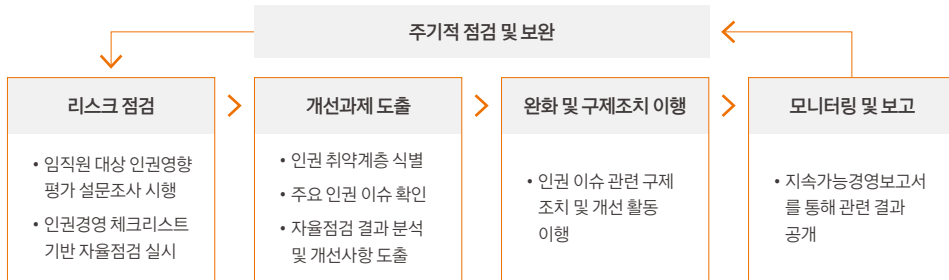 주기적 점검 및 보완
리스크 점검
• 임직원 대상 인권영향
평가 설문조사 시행
• 인권경영 체크리스트
기반 자율점검 실시
개선과제 도출
• 인권 취약계층 식별
• 주요 인권 이슈 확인
• 자율점검 결과 분석
및 개선사항 도출
완화 및 구제조치 이행
• 인권 이슈 관련 구제
조치 및 개선 활동
이행
모니터링 및 보고
• 지속가능경영보고서
를 통해 관련 결과
공개